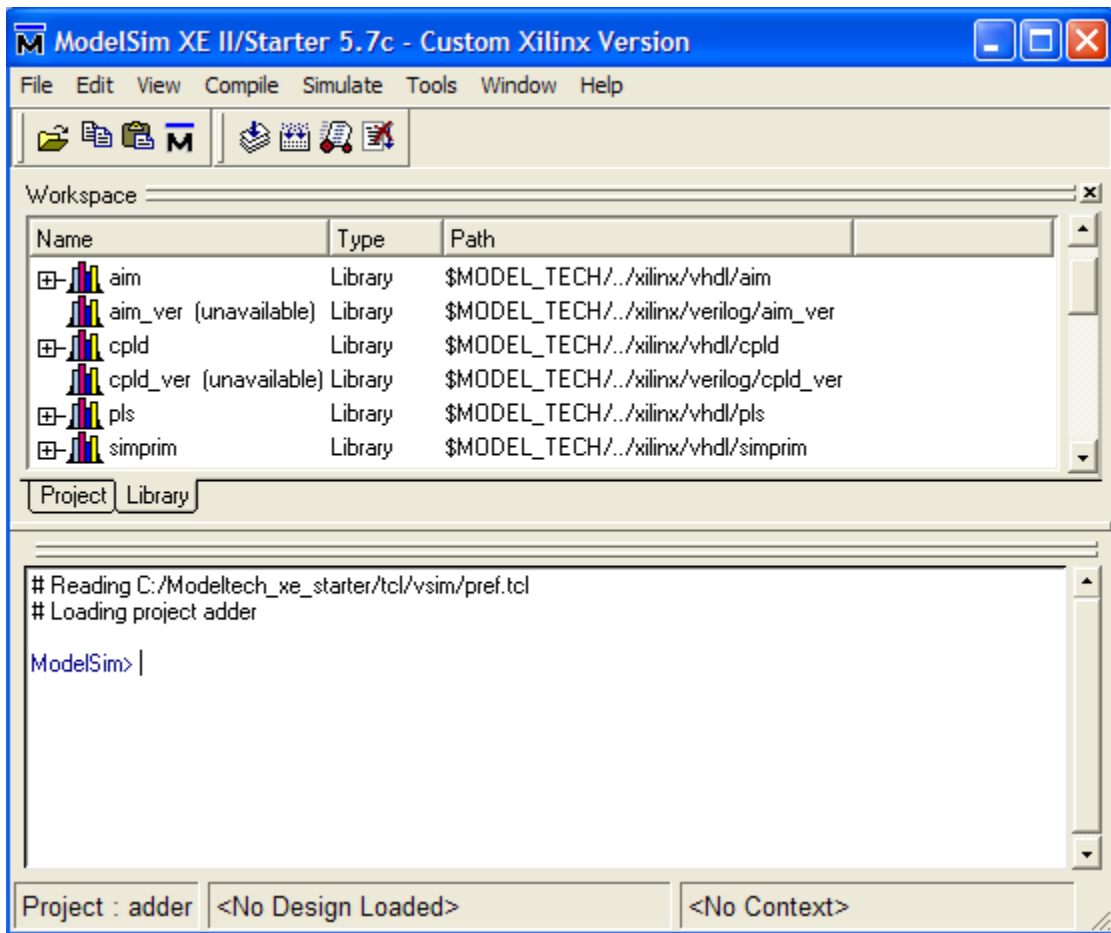 ModelSim XE II/Starter 5.7c - Custom Xilinx Version
File Edit View Compile Simulate Tools Window Help
Workspace
Name Type Path
aim Library $MODEL_TECH/../xilinx/vhdl/aim
aim_ver (unavailable) Library $MODEL_TECH/../xilinx/verilog/aim_ver
cpld Library $MODEL_TECH/../xilinx/vhdl/cpld
cpld_ver (unavailable) Library $MODEL_TECH/../xilinx/verilog/cpld_ver
pls Library $MODEL_TECH/../xilinx/vhdl/pls
simprim Library $MODEL_TECH/../xilinx/vhdl/simprim
Project Library
# Reading C:/Modeltech_xe_starter/tcl/vsim/pref.tcl
# Loading project adder
ModelSim>
Project : adder <No Design Loaded> <No Context>